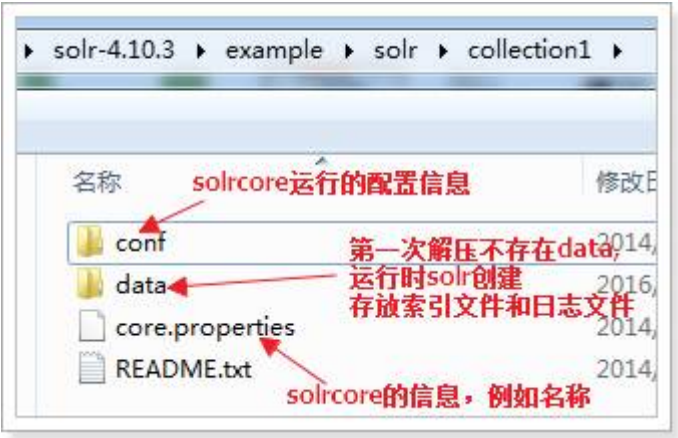 solr-4.10.3 example solr collection1
名称 solrcore运行的配置信息 修改日
conf 2014/
第一次解压不存在data,
data 运行时solr创建 2016/
存放索引文件和日志文件
core.properties 2014/
README.txt 2014/
solrcore的信息，例如名称